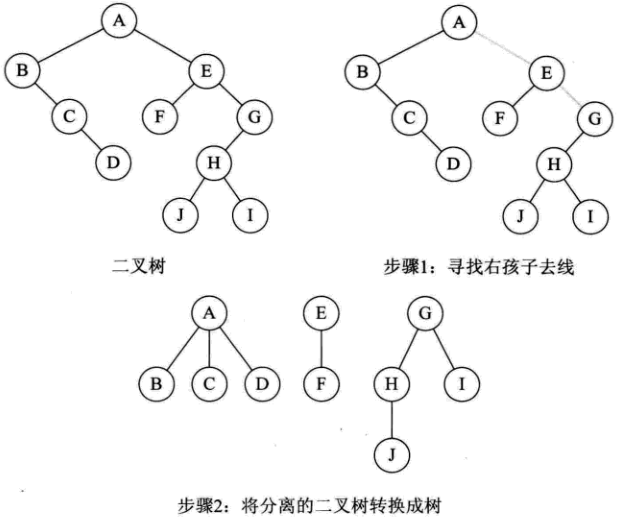 A A
B E B E
C F G C F G
D H D H
J I J I
二叉树 步骤1：寻找右孩子去线
A E G
B C D F H I
J
步骤2：将分离的二叉树转换成树